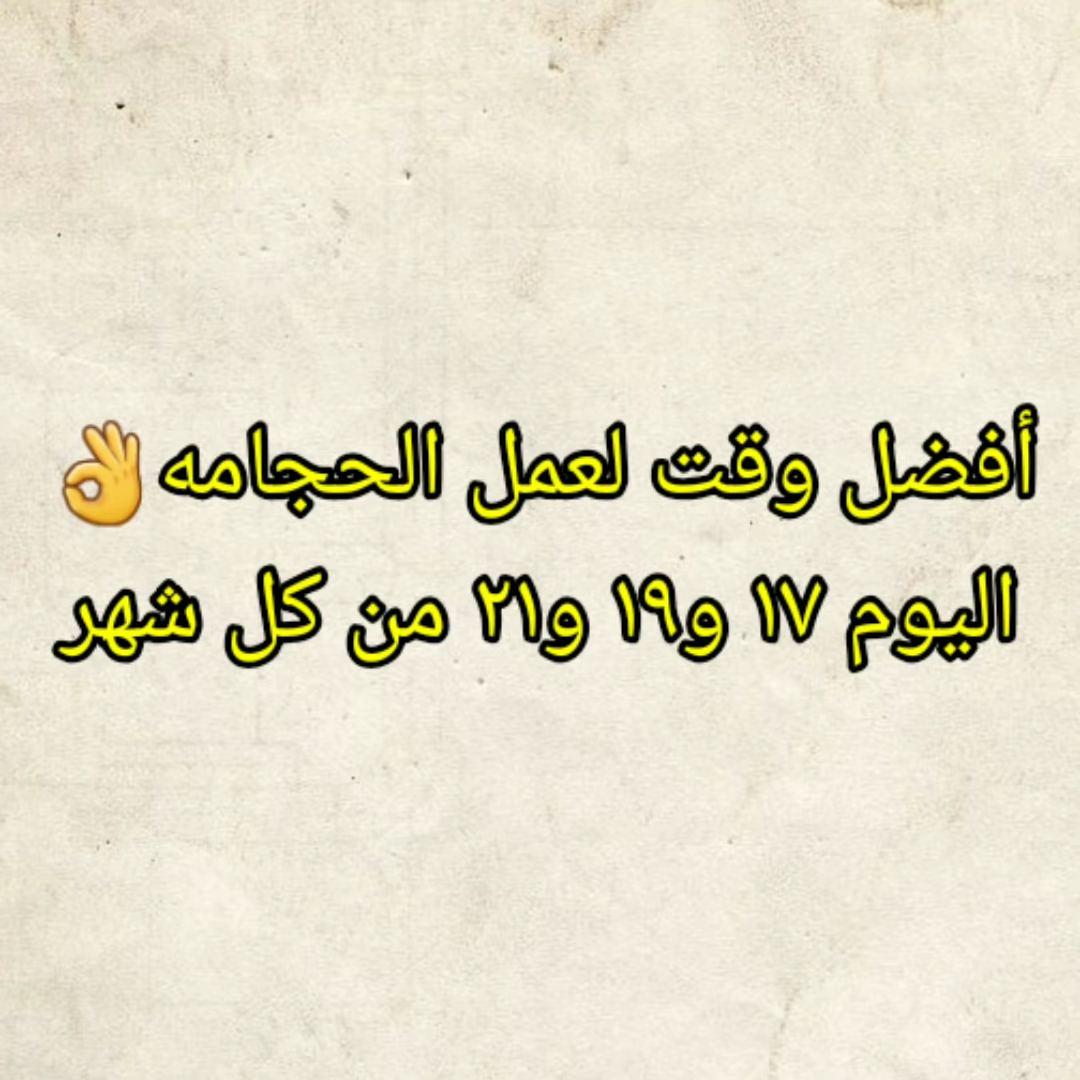 أفضل وقت لعمل الحجامه👌
اليوم ١٧ و١٩ و٢١ من كل شهر